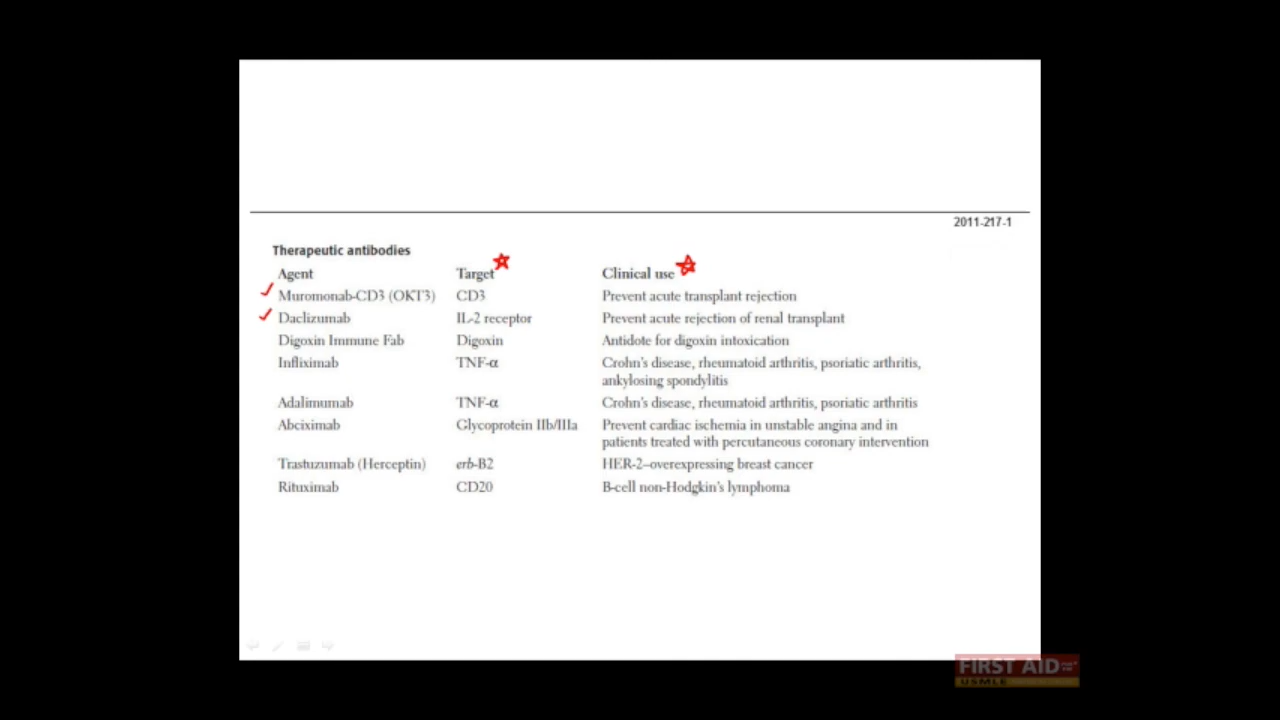 2011-217-1
Therapeutic antibodies
Agent Target Clinical use
Muromonab-CD3 (OKT3) CD3 Prevent acute transplant rejection
Daclizumab IL-2 receptor Prevent acute rejection of renal transplant
Digoxin Immune Fab Digoxin Antidote for digoxin intoxication
Infliximab TNF-α Crohn's disease, rheumatoid arthritis, psoriatic arthritis,
ankylosing spondylitis
Adalimumab TNF-α Crohn's disease, rheumatoid arthritis, psoriatic arthritis
Abciximab Glycoprotein IIb/IIIa Prevent cardiac ischemia in unstable angina and in
patients treated with percutaneous coronary intervention
Trastuzumab (Herceptin) erb-B2 HER-2–overexpressing breast cancer
Rituximab CD20 B-cell non-Hodgkin's lymphoma
FIRST AID
USMLE